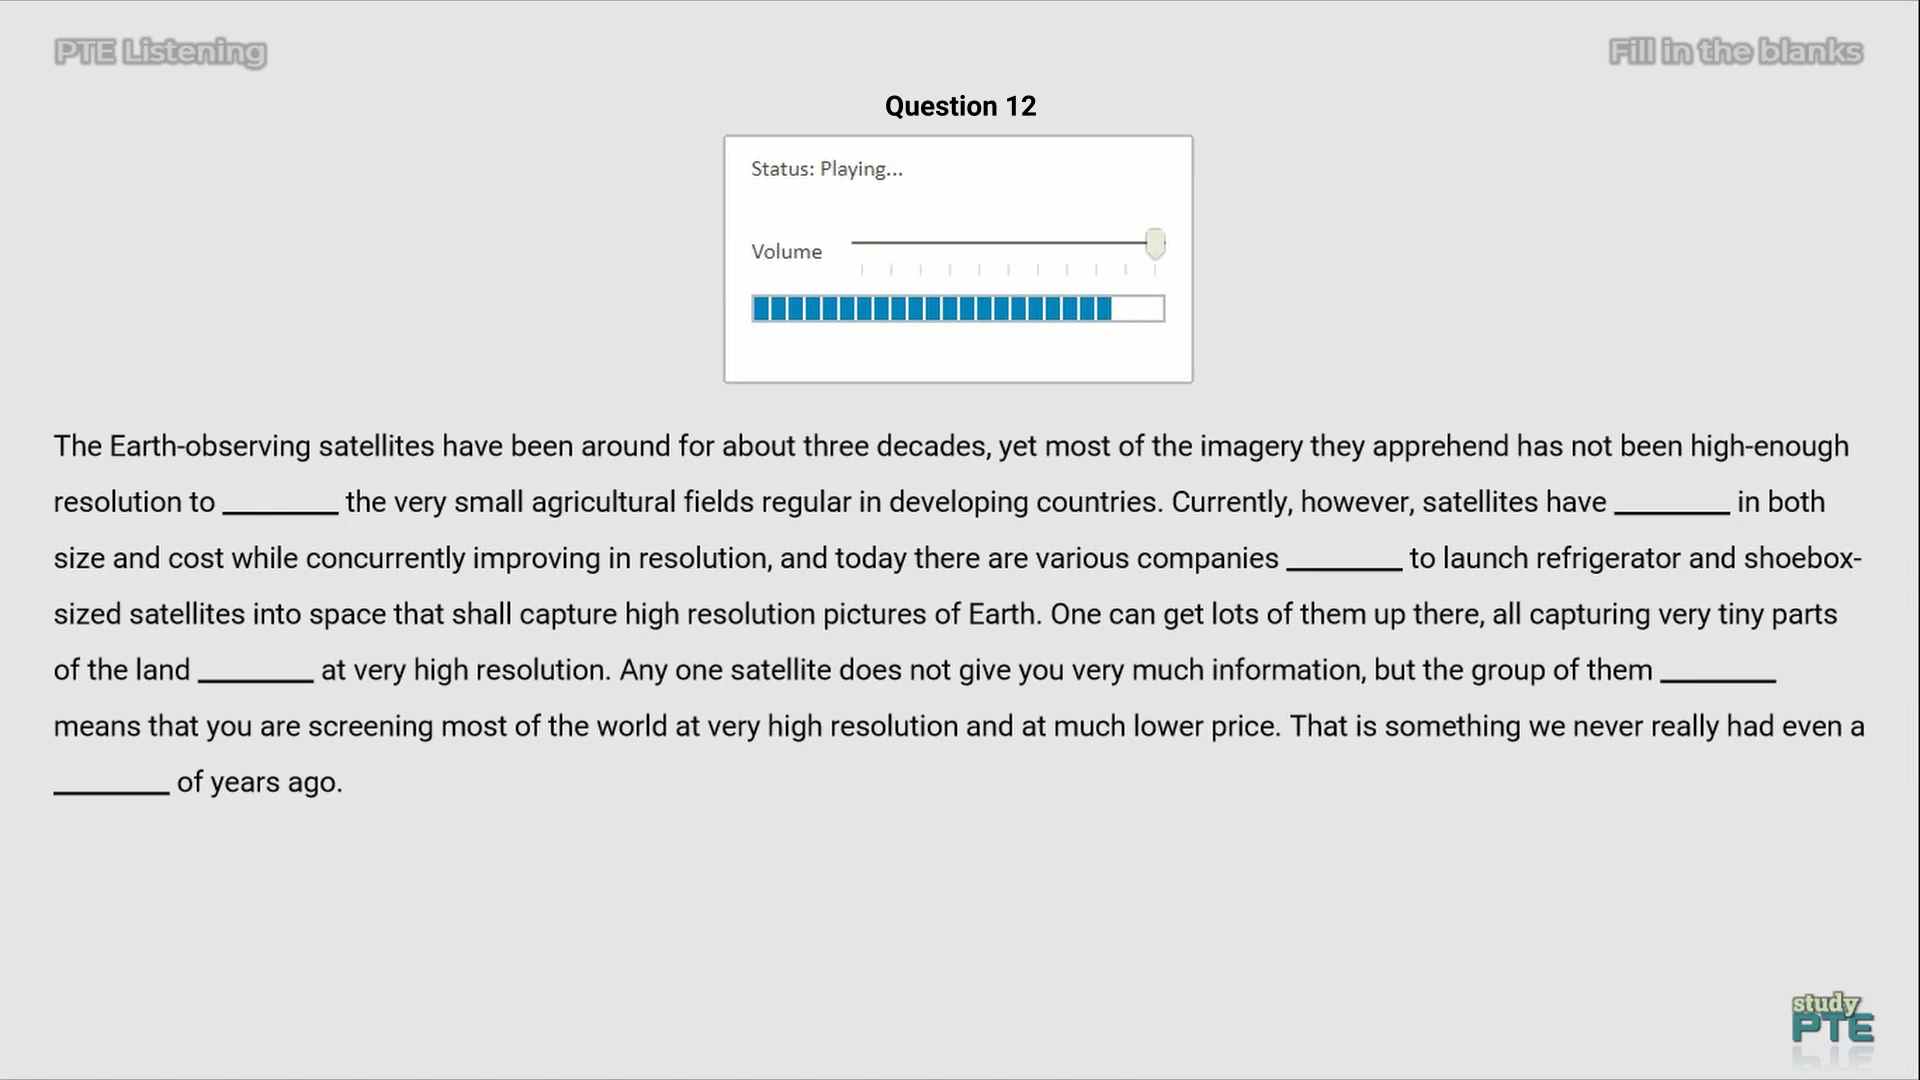 PTE Listening
Fill in the blanks
Question 12
Status: Playing...
Volume
The Earth-observing satellites have been around for about three decades, yet most of the imagery they apprehend has not been high-enough
resolution to ________ the very small agricultural fields regular in developing countries. Currently, however, satellites have ________ in both
size and cost while concurrently improving in resolution, and today there are various companies ________ to launch refrigerator and shoebox-
sized satellites into space that shall capture high resolution pictures of Earth. One can get lots of them up there, all capturing very tiny parts
of the land ________ at very high resolution. Any one satellite does not give you very much information, but the group of them ________
means that you are screening most of the world at very high resolution and at much lower price. That is something we never really had even a
________ of years ago.
study
PTE